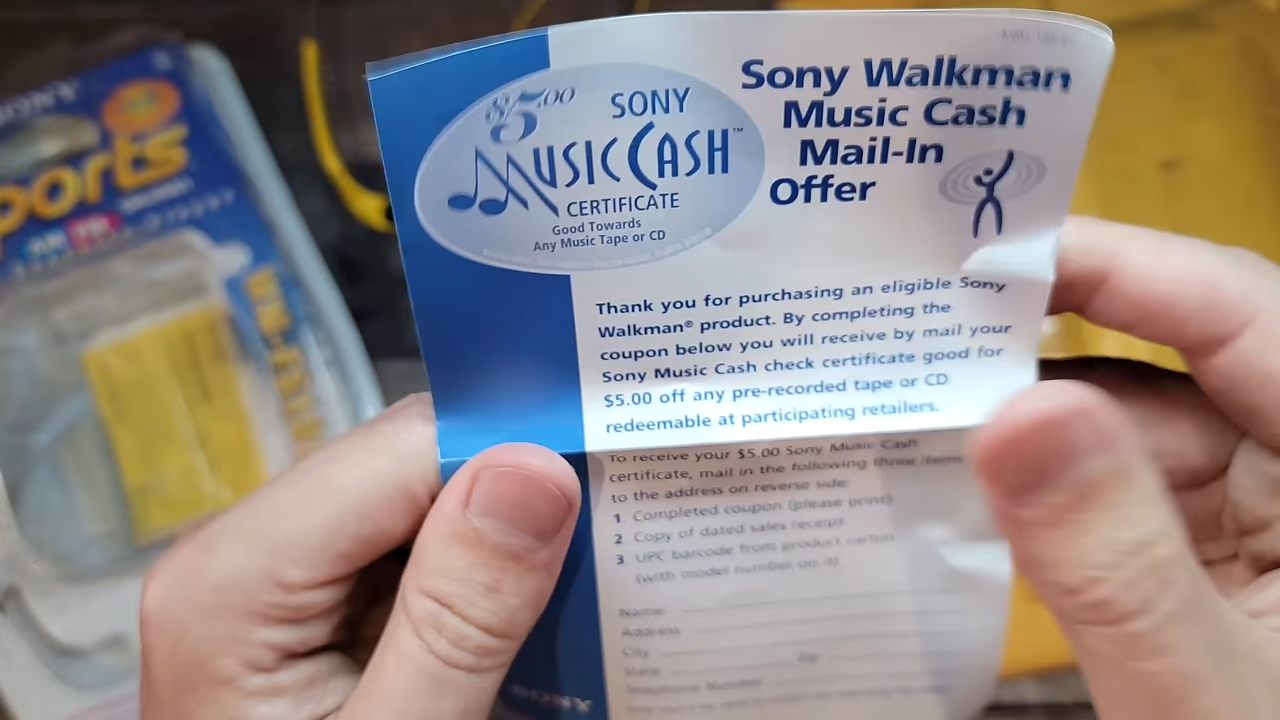 $5.00
SONY
MUSIC CASH™
CERTIFICATE
Good Towards
Any Music Tape or CD
Sony Walkman
Music Cash
Mail-In
Offer
Thank you for purchasing an eligible Sony
Walkman® product. By completing the
coupon below you will receive by mail your
Sony Music Cash check certificate good for
$5.00 off any pre-recorded tape or CD
redeemable at participating retailers.
To receive your $5.00 Sony Music Cash
certificate, mail in the following three items
to the address on reverse side:
1 Completed coupon (please print)
2 Copy of dated sales receipt
3 UPC barcode from product carton
(with model number on it)
Name:
Address
City
State Zip
Telephone Number
SONY
SONY
ports